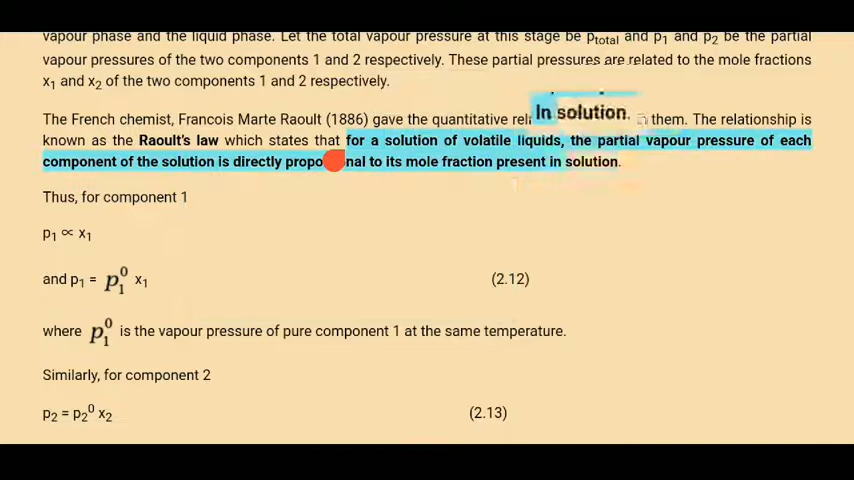 vapour phase and the liquid phase. Let the total vapour pressure at this stage be ptotal and p1 and p2 be the partial
vapour pressures of the two components 1 and 2 respectively. These partial pressures are related to the mole fractions
x1 and x2 of the two components 1 and 2 respectively.
The French chemist, Francois Marte Raoult (1886) gave the quantitative In solution. them. The relationship is
known as the Raoult's law which states that for a solution of volatile liquids, the partial vapour pressure of each
component of the solution is directly to its mole fraction present in solution.
Thus, for component 1
p1 ∝ x1
and p1 = p1^0 x1 (2.12)
where p1^0 is the vapour pressure of pure component 1 at the same temperature.
Similarly, for component 2
p2 = p2^0 x2 (2.13)